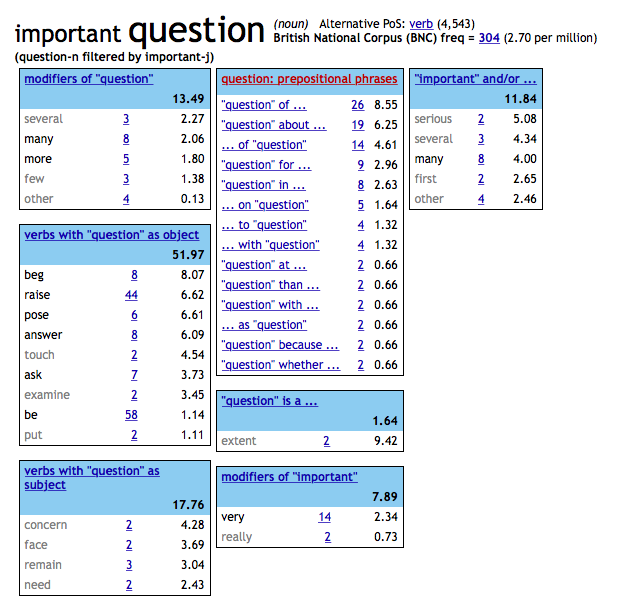 important question (noun) Alternative PoS: verb (4,543)
British National Corpus (BNC) freq = 304 (2.70 per million)
(question-n filtered by important-j)
modifiers of "question"
13.49
several 3 2.27
many 8 2.06
more 5 1.80
few 3 1.38
other 4 0.13
verbs with "question" as object
51.97
beg 8 8.07
raise 44 6.62
pose 6 6.61
answer 8 6.09
touch 2 4.54
ask 7 3.73
examine 2 3.45
be 58 1.14
put 2 1.11
verbs with "question" as
subject
17.76
concern 2 4.28
face 2 3.69
remain 3 3.04
need 2 2.43
question: prepositional phrases
"question" of ... 26 8.55
"question" about ... 19 6.25
... of "question" 14 4.61
"question" for ... 9 2.96
"question" in ... 8 2.63
... on "question" 5 1.64
... to "question" 4 1.32
... with "question" 4 1.32
"question" at ... 2 0.66
"question" than ... 2 0.66
"question" with ... 2 0.66
... as "question" 2 0.66
"question" because ... 2 0.66
"question" whether ... 2 0.66
"question" is a ...
1.64
extent 2 9.42
modifiers of "important"
7.89
very 14 2.34
really 2 0.73
"important" and/or ...
11.84
serious 2 5.08
several 3 4.34
many 8 4.00
first 2 2.65
other 4 2.46